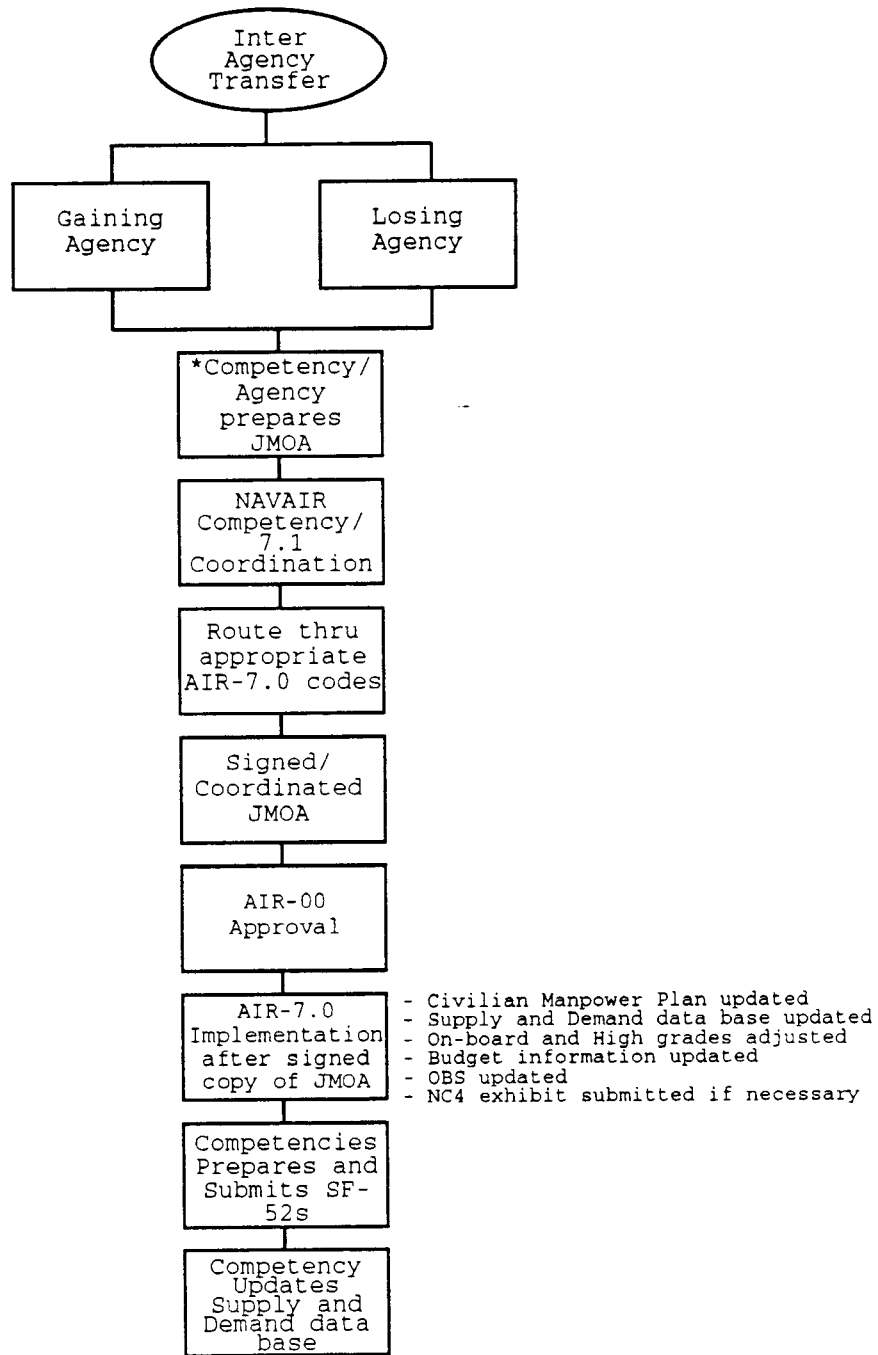 Inter
Agency
Transfer
Gaining
Agency
Losing
Agency
*Competency/
Agency
prepares
JMOA
NAVAIR
Competency/
7.1
Coordination
Route thru
appropriate
AIR-7.0 codes
Signed/
Coordinated
JMOA
AIR-00
Approval
AIR-7.0
Implementation
after signed
copy of JMOA
- Civilian Manpower Plan updated
- Supply and Demand data base updated
- On-board and High grades adjusted
- Budget information updated
- OBS updated
- NC4 exhibit submitted if necessary
Competencies
Prepares and
Submits SF-
52s
Competency
Updates
Supply and
Demand data
base